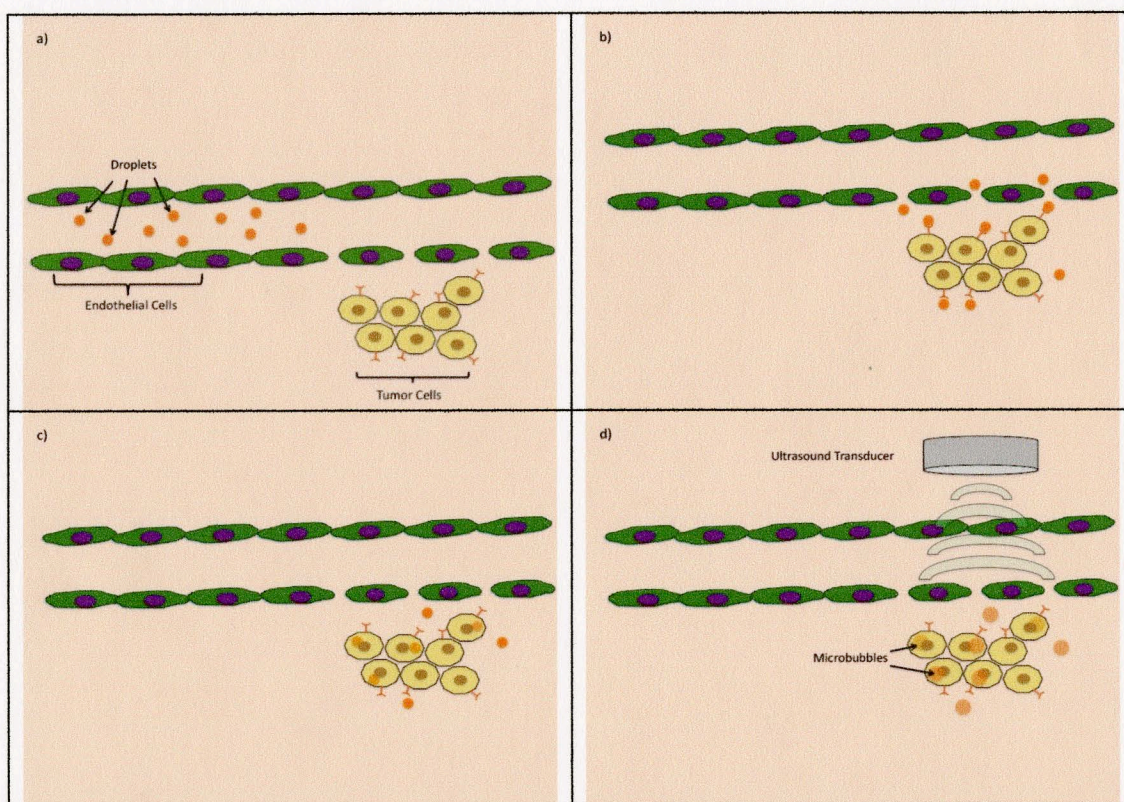 a)
Droplets
Endothelial Cells
Tumor Cells
b)
c)
d)
Ultrasound Transducer
Microbubbles